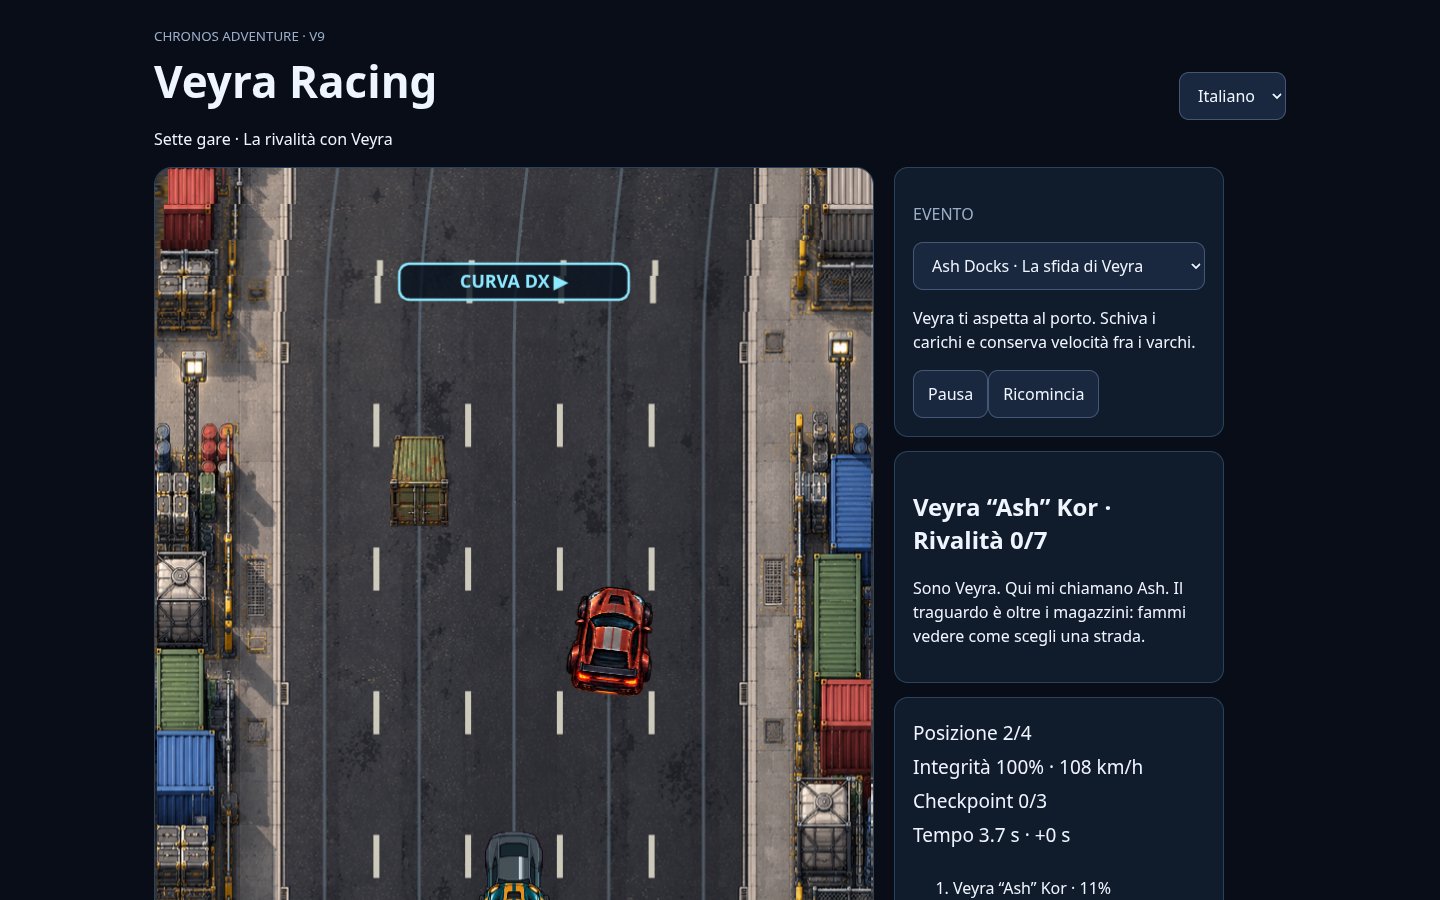 CHRONOS ADVENTURE · V9
Veyra Racing
Italiano
Sette gare · La rivalità con Veyra
CURVA DX ▶
EVENTO
Ash Docks · La sfida di Veyra
Veyra ti aspetta al porto. Schiva i
carichi e conserva velocità fra i varchi.
Pausa
Ricomincia
Veyra “Ash” Kor ·
Rivalità 0/7
Sono Veyra. Qui mi chiamano Ash. Il
traguardo è oltre i magazzini: fammi
vedere come scegli una strada.
Posizione 2/4
Integrità 100% · 108 km/h
Checkpoint 0/3
Tempo 3.7 s · +0 s
1. Veyra “Ash” Kor · 11%